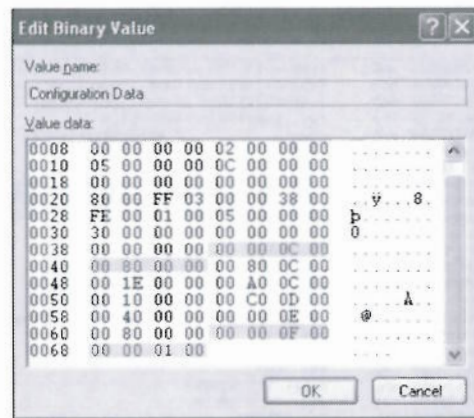 Edit Binary Value
Value name:
Configuration Data
Value data:
0008 00 00 00 00 02 00 00 00 ........
0010 05 00 00 00 0C 00 00 00 ........
0018 00 00 00 00 00 00 00 00 ........
0020 80 00 FF 03 00 00 38 00 ..ÿ...8.
0028 FE 00 01 00 05 00 00 00 þ.......
0030 30 00 00 00 00 00 00 00 0.......
0038 00 00 00 00 00 00 0C 00 ........
0040 00 80 00 00 00 80 0C 00 ........
0048 00 1E 00 00 00 A0 0C 00 ........
0050 00 10 00 00 00 C0 0D 00 .....À..
0058 00 40 00 00 00 00 0E 00 .@......
0060 00 80 00 00 00 00 0F 00 ........
0068 00 00 01 00 ....
OK
Cancel